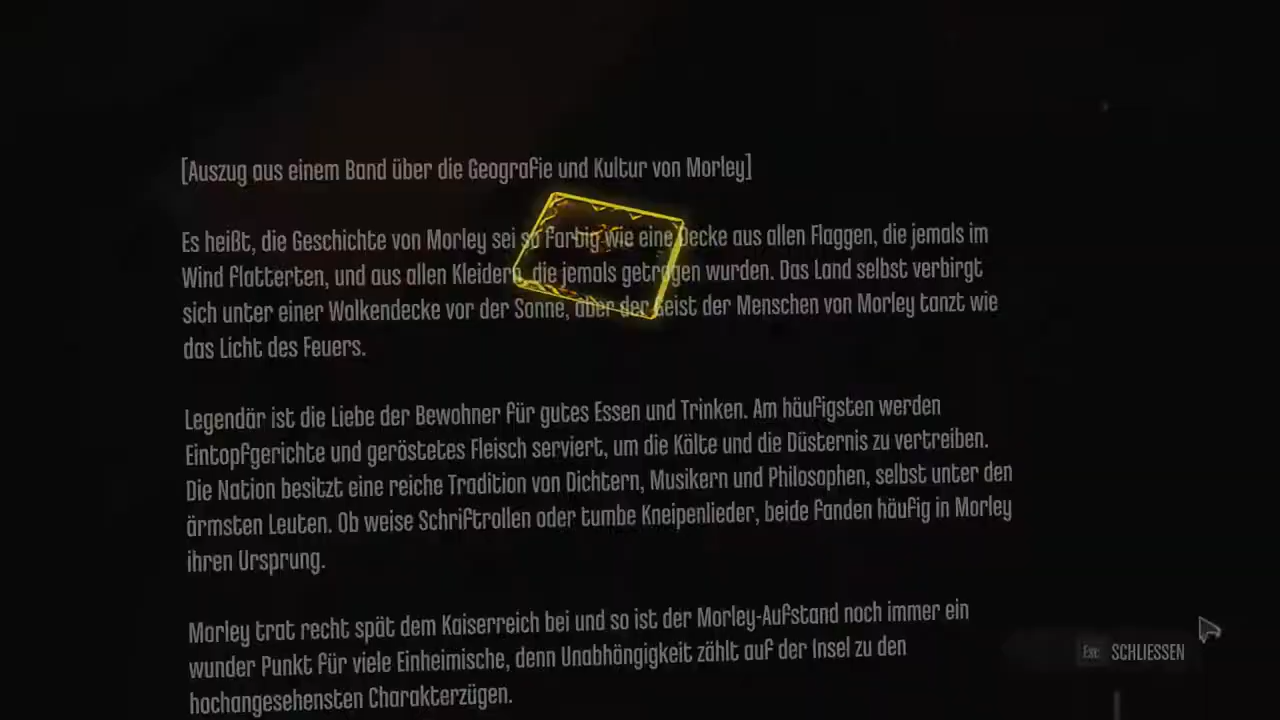 [Auszug aus einem Band über die Geografie und Kultur von Morley]
Es heißt, die Geschichte von Morley sei so farbig wie eine Decke aus allen Flaggen, die jemals im
Wind flatterten, und aus allen Kleidern, die jemals getragen wurden. Das Land selbst verbirgt
sich unter einer Wolkendecke vor der Sonne, aber der Geist der Menschen von Morley tanzt wie
das Licht des Feuers.
Legendär ist die Liebe der Bewohner für gutes Essen und Trinken. Am häufigsten werden
Eintopfgerichte und geröstetes Fleisch serviert, um die Kälte und die Düsternis zu vertreiben.
Die Nation besitzt eine reiche Tradition von Dichtern, Musikern und Philosophen, selbst unter den
ärmsten Leuten. Ob weise Schriftrollen oder tumbe Kneipenlieder, beide fanden häufig in Morley
ihren Ursprung.
Morley trat recht spät dem Kaiserreich bei und so ist der Morley-Aufstand noch immer ein
wunder Punkt für viele Einheimische, denn Unabhängigkeit zählt auf der Insel zu den
hochangesehensten Charakterzügen.
Esc SCHLIESSEN